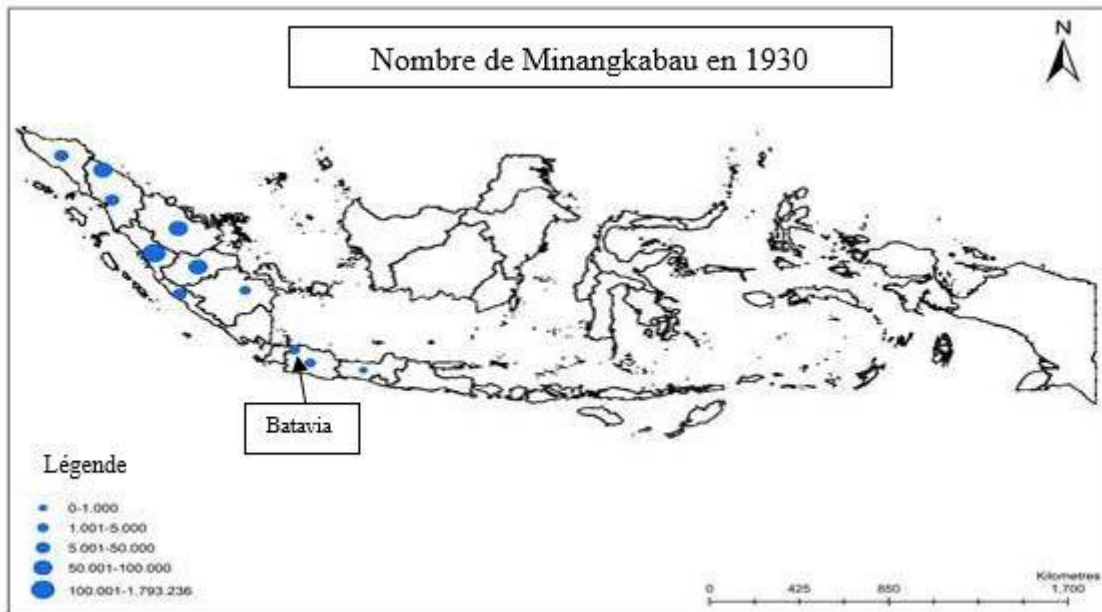 Nombre de Minangkabau en 1930
N
Batavia
Légende
0-1.000
1.001-5.000
5.001-50.000
50.001-100.000
100.001-1.793.236
Kilometres
0 425 850 1,700